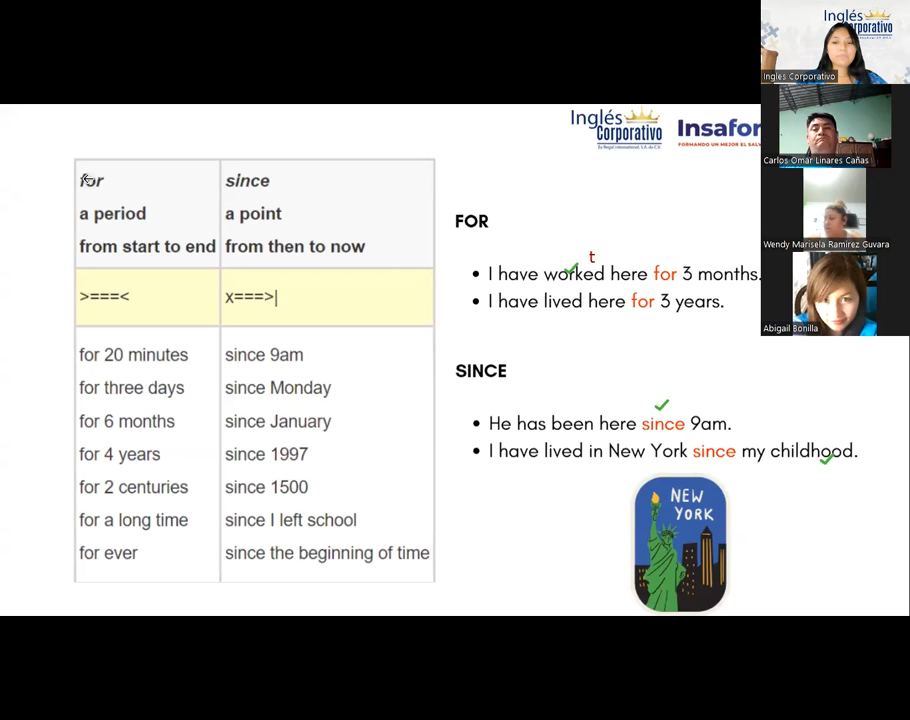 Inglés
Corporativo
Ingles Corporativo
Carlos Omar Linares Cañas
Wendy Marisela Ramirez Guvara
Abigail Bonilla
Inglés
Corporativo
Insafor
FORMANDO UN MEJOR EL SALV
for since
a period a point
from start to end from then to now
>===< x===>|
for 20 minutes since 9am
for three days since Monday
for 6 months since January
for 4 years since 1997
for 2 centuries since 1500
for a long time since I left school
for ever since the beginning of time
FOR
t
• I have worked here for 3 months.
• I have lived here for 3 years.
SINCE
• He has been here since 9am.
• I have lived in New York since my childhood.
NEW
YORK